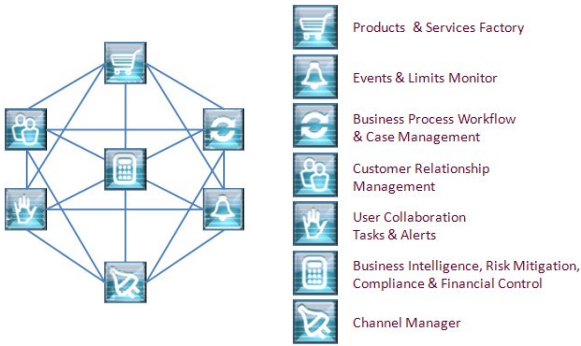 Products & Services Factory
Events & Limits Monitor
Business Process Workflow
& Case Management
Customer Relationship
Management
User Collaboration
Tasks & Alerts
Business Intelligence, Risk Mitigation,
Compliance & Financial Control
Channel Manager